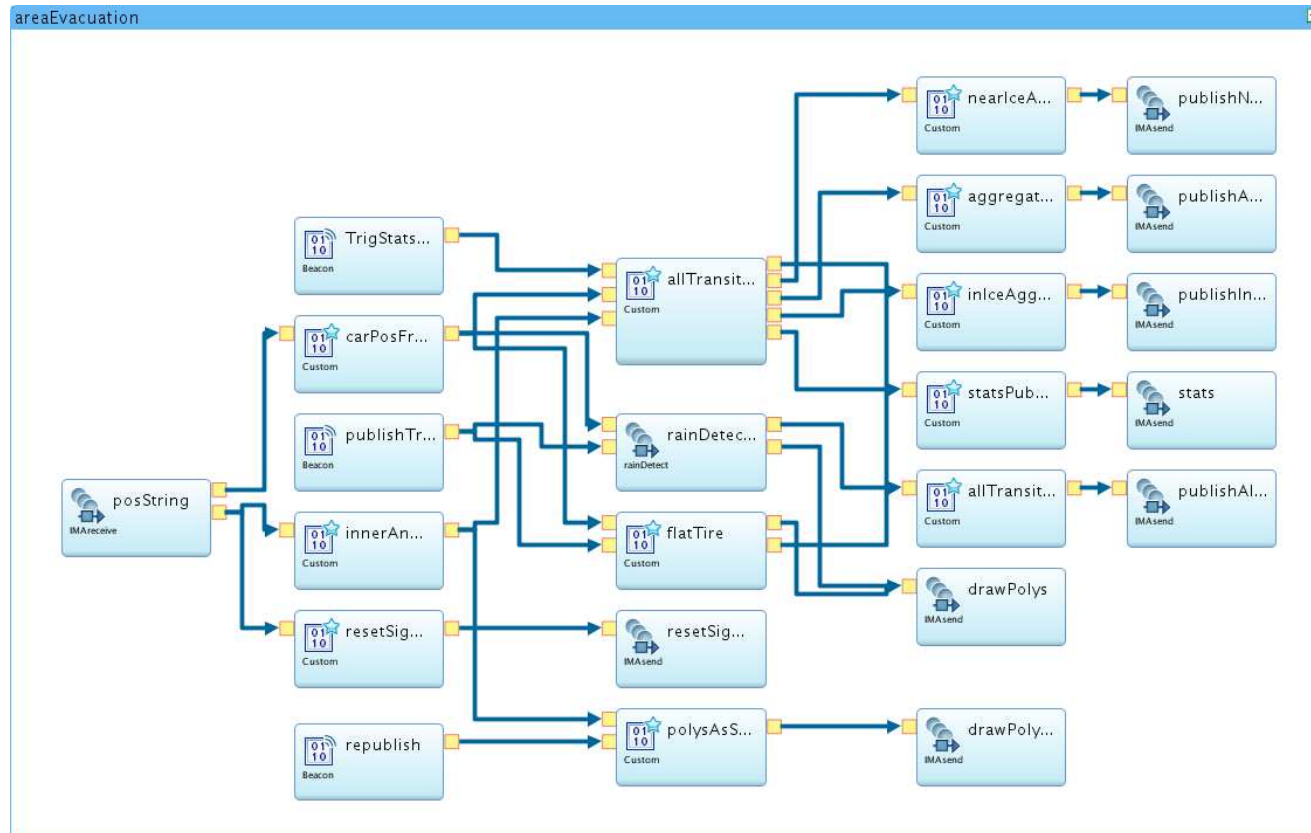 areaEvacuation
nearIceA...
Custom
publishN...
IMAsend
aggregat...
Custom
publishA...
IMAsend
TrigStats...
Beacon
allTransit...
Custom
inIceAgg...
Custom
publishIn...
IMAsend
carPosFr...
Custom
statsPub...
Custom
stats
IMAsend
publishTr...
Beacon
rainDetec...
rainDetect
allTransit...
Custom
publishAl...
IMAsend
posString
IMAreceive
innerAn...
Custom
flatTire
Custom
drawPolys
IMAsend
resetSig...
Custom
resetSig...
IMAsend
republish
Beacon
polysAsS...
Custom
drawPoly...
IMAsend